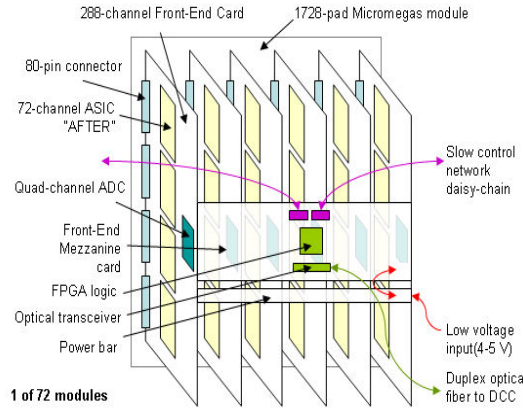 288-channel Front-End Card
1728-pad Micromegas module
80-pin connector
72-channel ASIC
"AFTER"
Quad-channel ADC
Front-End
Mezzanine
card
FPGA logic
Optical transceiver
Power bar
1 of 72 modules
Slow control
network
daisy-chain
Low voltage
input(4-5 V)
Duplex optical
fiber to DCC